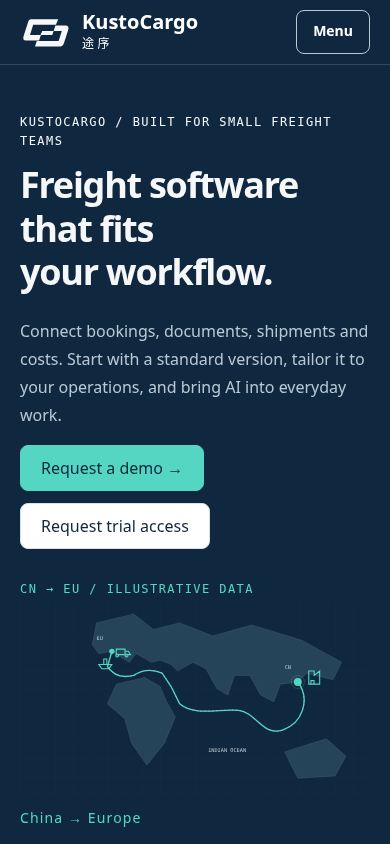 KustoCargo
途序
Menu
KUSTOCARGO / BUILT FOR SMALL FREIGHT
TEAMS
Freight software
that fits
your workflow.
Connect bookings, documents, shipments and
costs. Start with a standard version, tailor it to
your operations, and bring AI into everyday
work.
Request a demo →
Request trial access
CN → EU / ILLUSTRATIVE DATA
EU
CN
INDIAN OCEAN
China → Europe